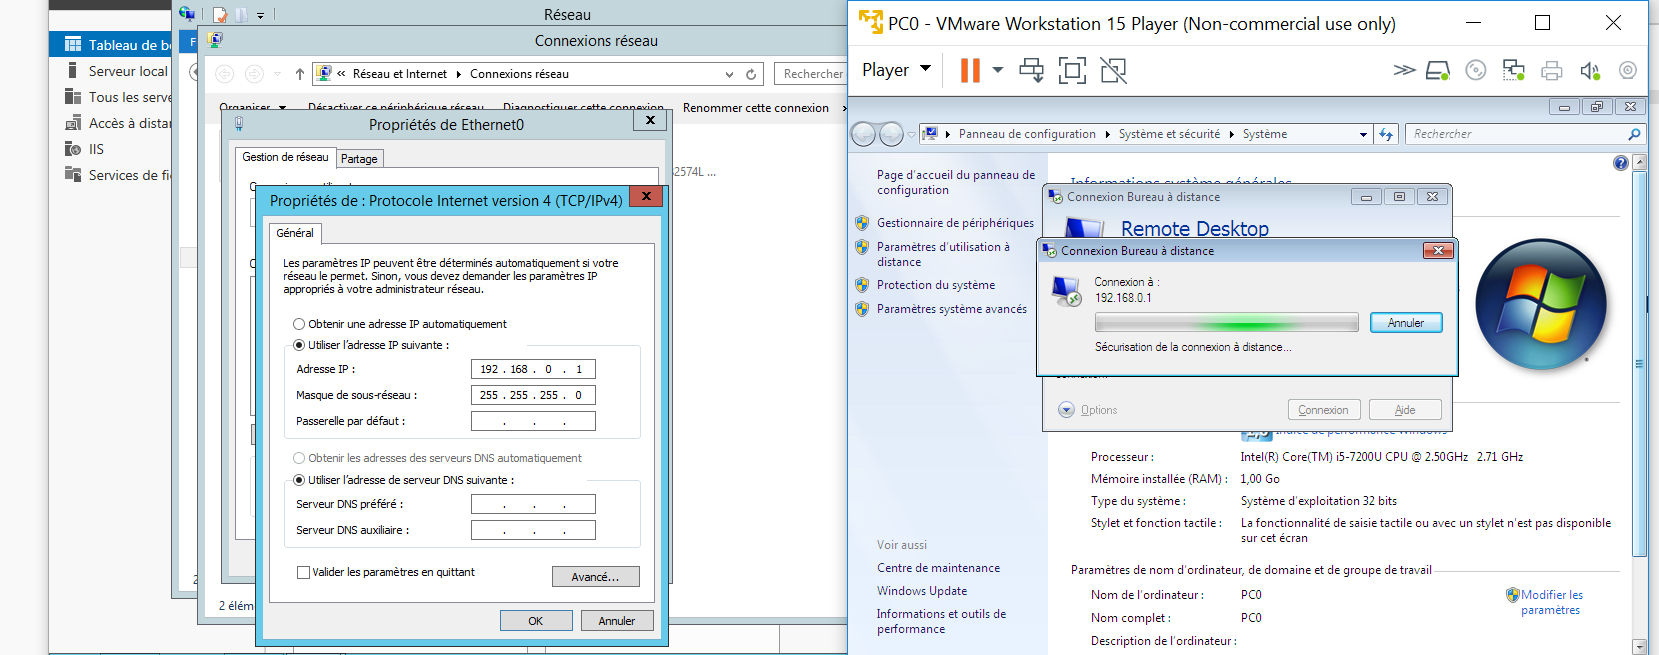 Réseau
Connexions réseau
Tableau de b
Serveur local
Tous les serve
Accès à distan
IIS
Services de fi
F
« Réseau et Internet ▸ Connexions réseau
Rechercher
Organiser
Désactiver ce périphérique réseau
Diagnostiquer cette connexion
Renommer cette connexion
Propriétés de Ethernet0
Gestion de réseau
Partage
2574L ...
Propriétés de : Protocole Internet version 4 (TCP/IPv4)
Général
Les paramètres IP peuvent être déterminés automatiquement si votre
réseau le permet. Sinon, vous devez demander les paramètres IP
appropriés à votre administrateur réseau.
Obtenir une adresse IP automatiquement
Utiliser l'adresse IP suivante :
Adresse IP :
192 . 168 . 0 . 1
Masque de sous-réseau :
255 . 255 . 255 . 0
Passerelle par défaut :
. . .
Obtenir les adresses des serveurs DNS automatiquement
Utiliser l'adresse de serveur DNS suivante :
Serveur DNS préféré :
. . .
Serveur DNS auxiliaire :
. . .
Valider les paramètres en quittant
Avancé...
OK
Annuler
2 élém
PC0 - VMware Workstation 15 Player (Non-commercial use only)
Player
Panneau de configuration ▸ Système et sécurité ▸ Système
Rechercher
Page d'accueil du panneau de
configuration
Gestionnaire de périphériques
Paramètres d'utilisation à
distance
Protection du système
Paramètres système avancés
Informations système générales
Connexion Bureau à distance
Remote Desktop
Connexion Bureau à distance
Connexion à :
192.168.0.1
Annuler
Sécurisation de la connexion à distance...
Options
Connexion
Aide
Indice de performance Windows
Processeur :
Intel(R) Core(TM) i5-7200U CPU @ 2.50GHz 2.71 GHz
Mémoire installée (RAM) :
1,00 Go
Type du système :
Système d'exploitation 32 bits
Stylet et fonction tactile :
La fonctionnalité de saisie tactile ou avec un stylet n'est pas disponible
sur cet écran
Paramètres de nom d'ordinateur, de domaine et de groupe de travail
Nom de l'ordinateur :
PC0
Modifier les
paramètres
Nom complet :
PC0
Description de l'ordinateur :
Voir aussi
Centre de maintenance
Windows Update
Informations et outils de
performance